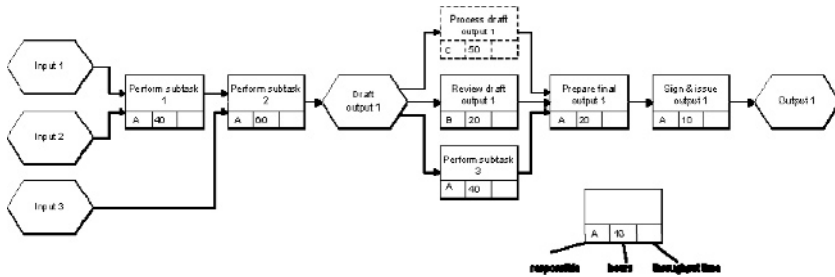 Process draft
output 1
C 50
Input 1
Perform subtask
1
A 40
Perform subtask
2
A 60
Draft
output 1
Review draft
output 1
B 20
Prepare final
output 1
A 20
Sign & issue
output 1
A 10
Output 1
Input 2
Perform subtask
3
A 40
Input 3
A
responsible
hours
throughput time